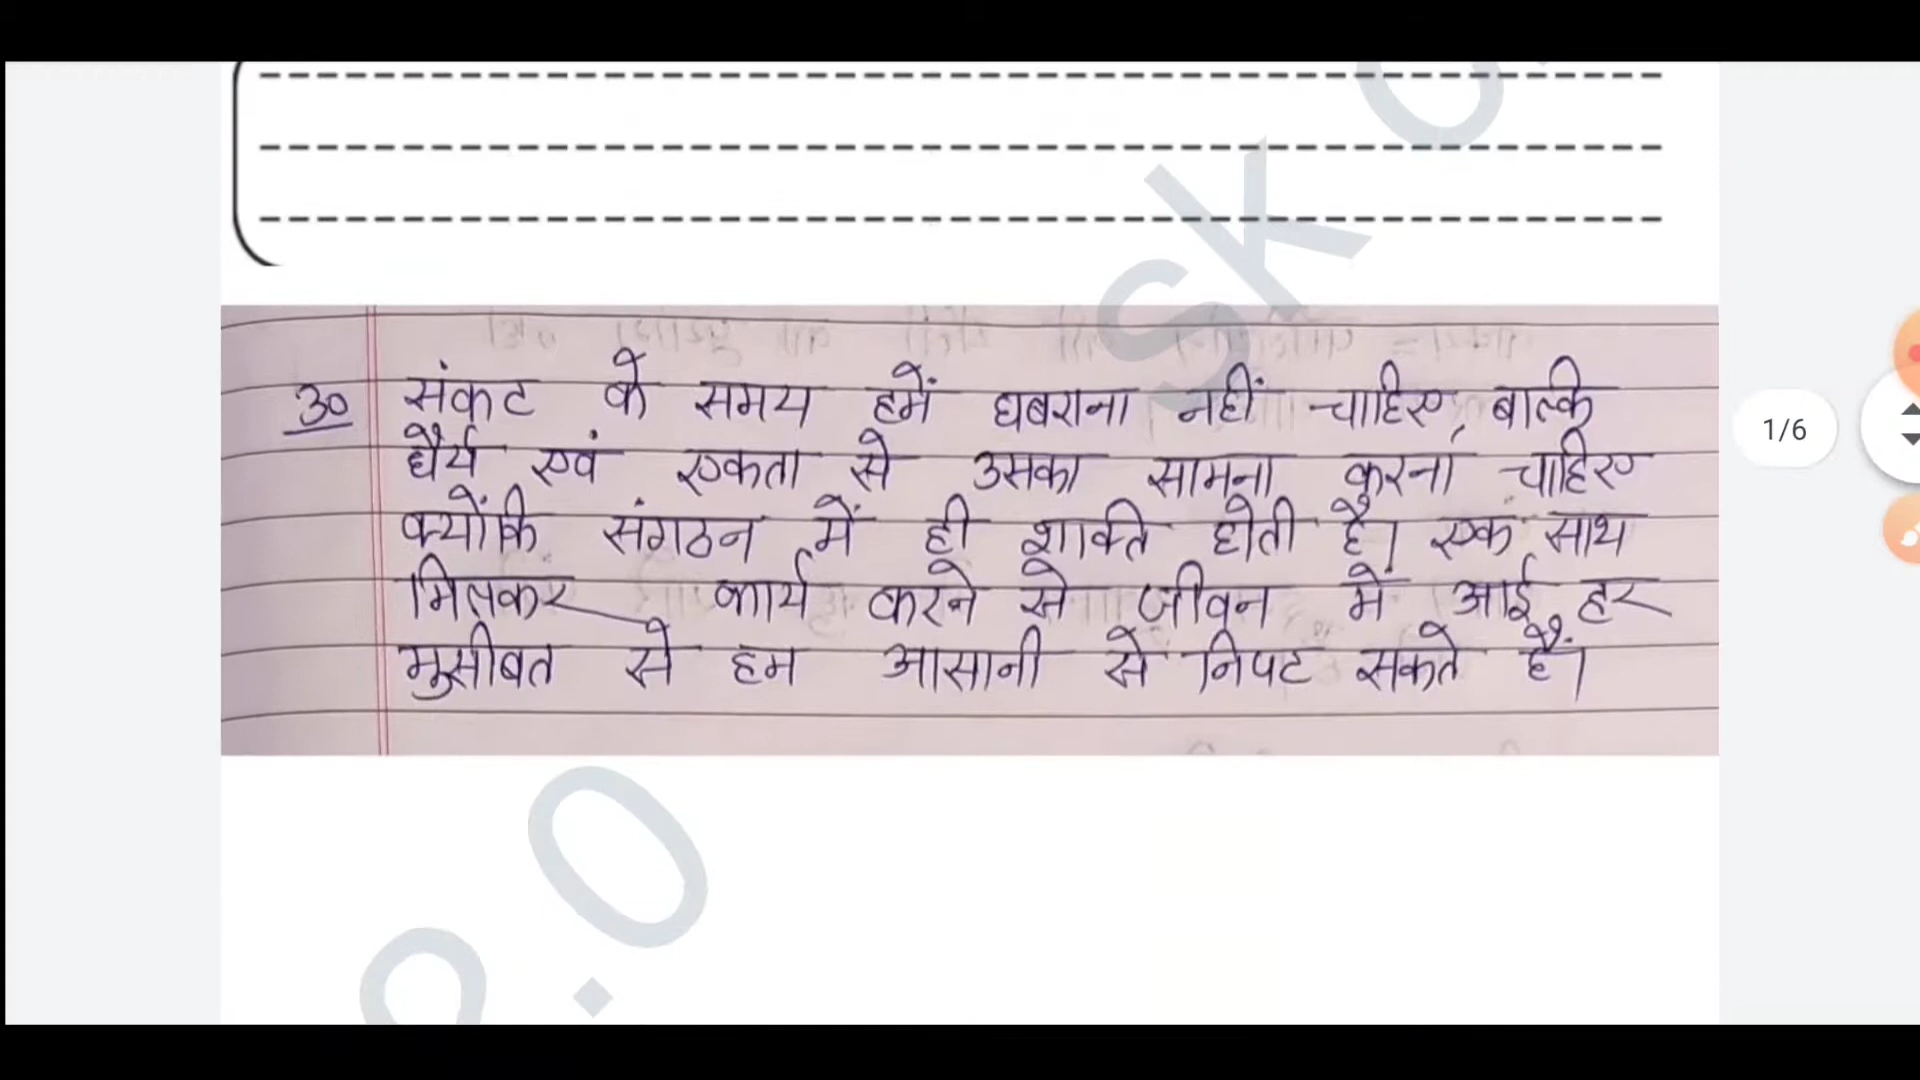 sk
उ० संकट के समय हमें घबराना नहीं चाहिए, बल्कि
धैर्य एवं एकता से उसका सामना करना चाहिए
क्योंकि संगठन में ही शक्ति होती है। एक साथ
मिलकर कार्य करने से जीवन में आई हर
मुसीबत से हम आसानी से निपट सकते हैं।
1/6